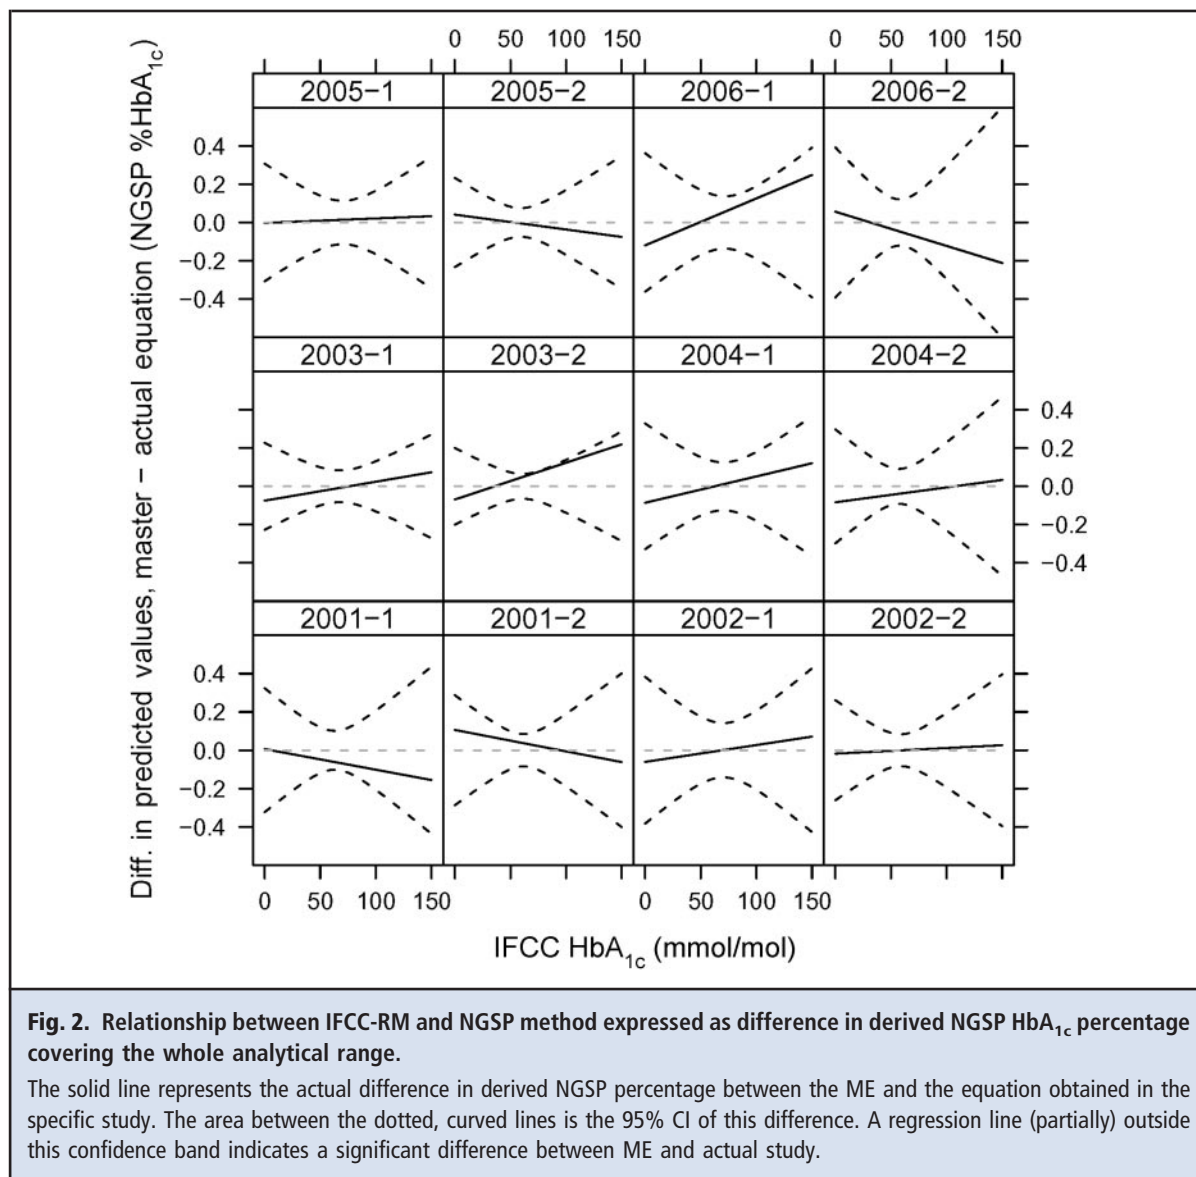 Diff. in predicted values, master − actual equation (NGSP %HbA1c)
0 50 100 150 0 50 100 150
2005−1 2005−2 2006−1 2006−2
0.4
0.2
0.0
−0.2
−0.4
2003−1 2003−2 2004−1 2004−2
0.4
0.2
0.0
−0.2
−0.4
2001−1 2001−2 2002−1 2002−2
0.4
0.2
0.0
−0.2
−0.4
0 50 100 150 0 50 100 150
IFCC HbA1c (mmol/mol)
Fig. 2. Relationship between IFCC-RM and NGSP method expressed as difference in derived NGSP HbA1c percentage
covering the whole analytical range.
The solid line represents the actual difference in derived NGSP percentage between the ME and the equation obtained in the
specific study. The area between the dotted, curved lines is the 95% CI of this difference. A regression line (partially) outside
this confidence band indicates a significant difference between ME and actual study.